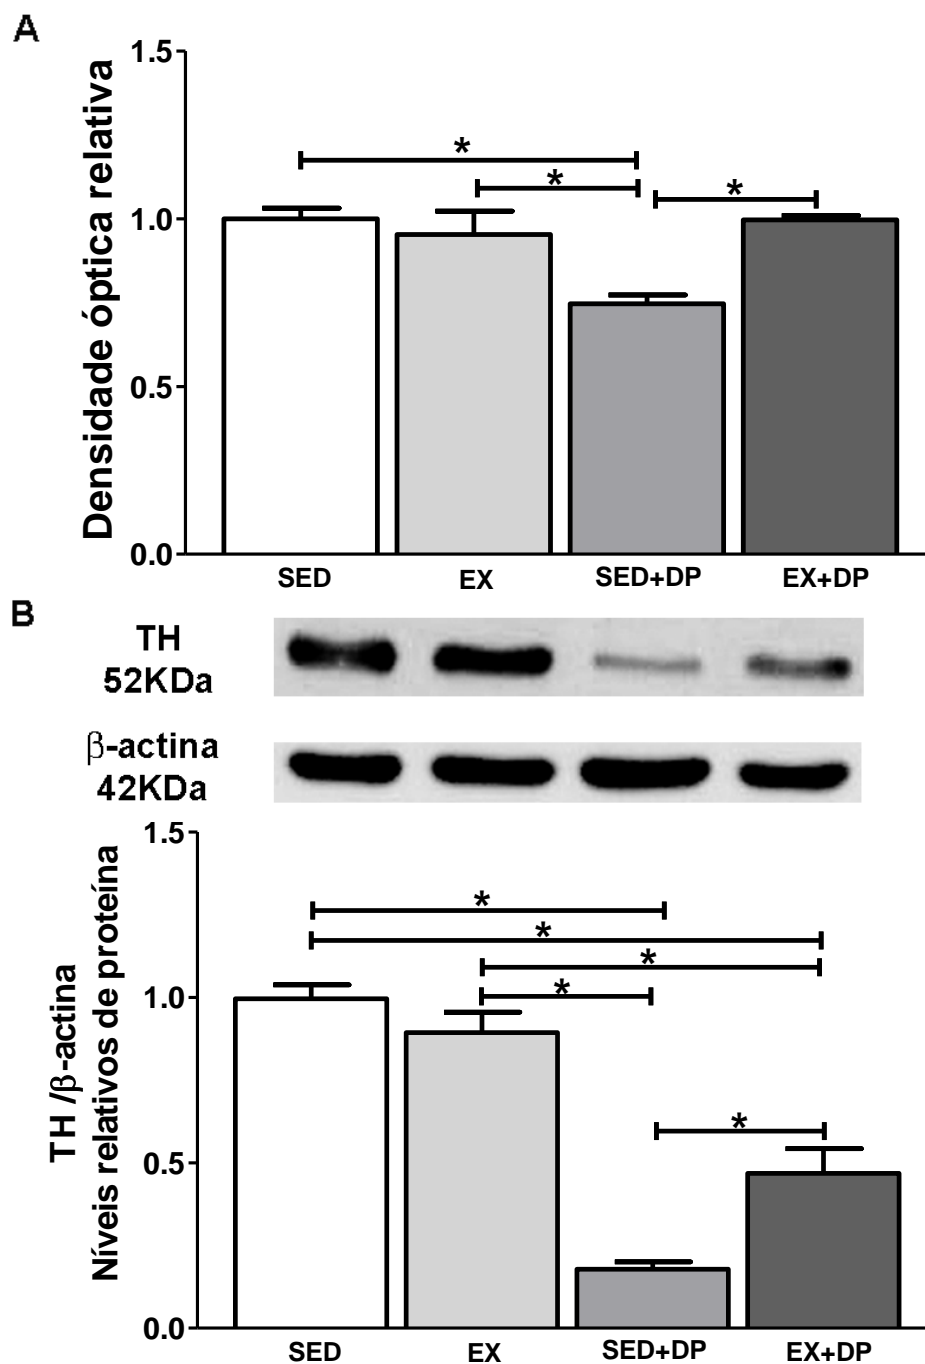 A
Densidade óptica relativa
1.5
1.0
0.5
0.0
*
*
*
SED EX SED+DP EX+DP
B
TH
52KDa
β-actina
42KDa
TH /β-actina
Níveis relativos de proteína
1.5
1.0
0.5
0.0
*
*
*
*
*
SED EX SED+DP EX+DP